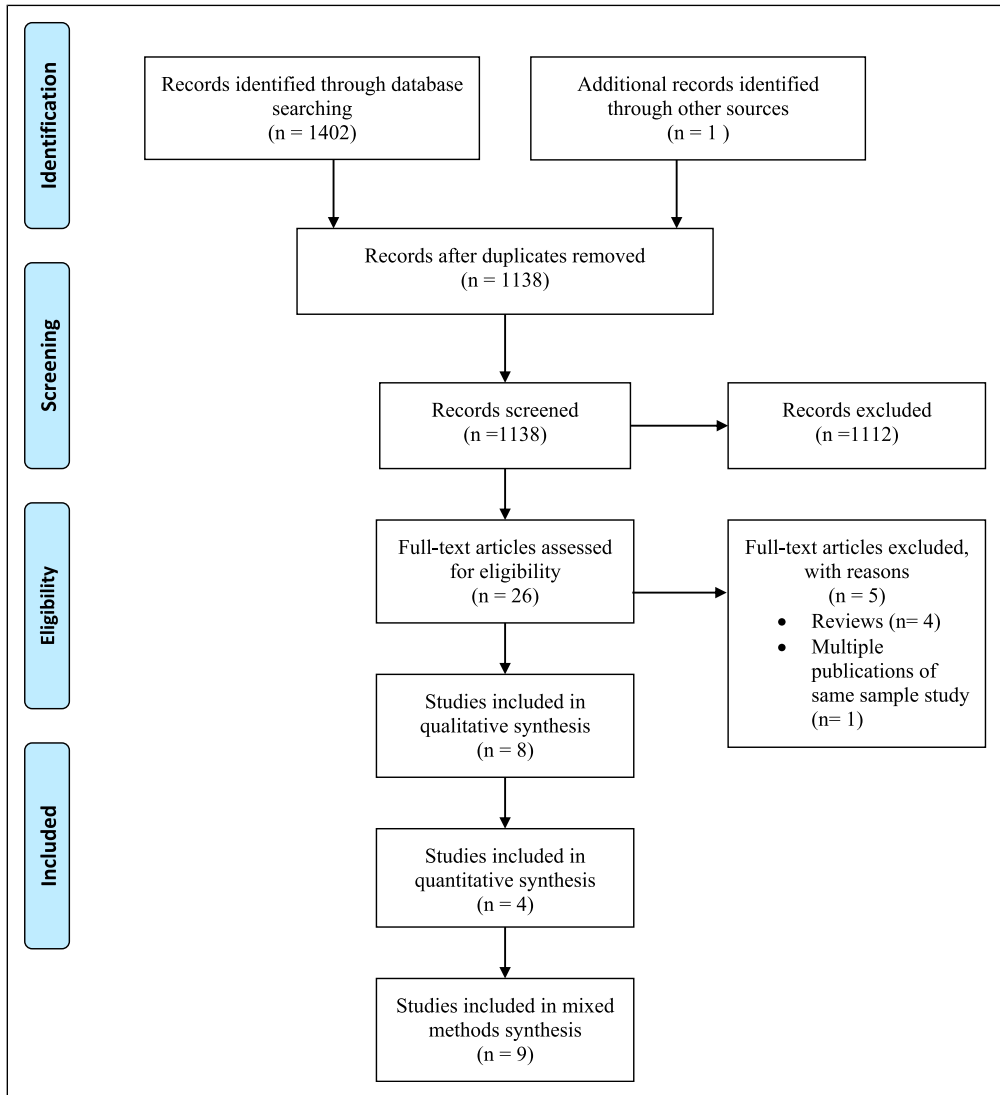 Identification
Records identified through database
searching
(n = 1402)
Additional records identified
through other sources
(n = 1 )
Records after duplicates removed
(n = 1138)
Screening
Records screened
(n =1138)
Records excluded
(n =1112)
Eligibility
Full-text articles assessed
for eligibility
(n = 26)
Full-text articles excluded,
with reasons
(n = 5)
• Reviews (n= 4)
• Multiple
publications of
same sample study
(n= 1)
Studies included in
qualitative synthesis
(n = 8)
Included
Studies included in
quantitative synthesis
(n = 4)
Studies included in mixed
methods synthesis
(n = 9)